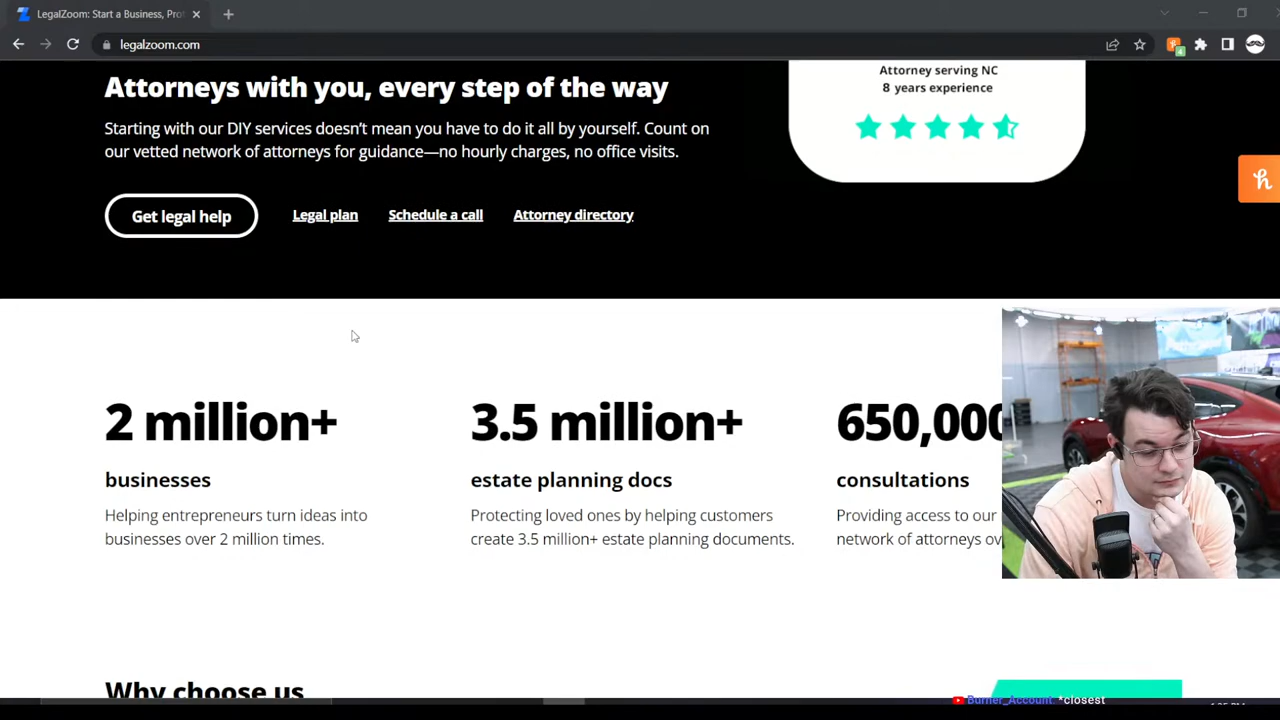 LegalZoom: Start a Business, Pro
legalzoom.com
4
Attorneys with you, every step of the way
Starting with our DIY services doesn't mean you have to do it all by yourself. Count on
our vetted network of attorneys for guidance—no hourly charges, no office visits.
Get legal help
Legal plan
Schedule a call
Attorney directory
Attorney serving NC
8 years experience
h
2 million+
businesses
Helping entrepreneurs turn ideas into
businesses over 2 million times.
3.5 million+
estate planning docs
Protecting loved ones by helping customers
create 3.5 million+ estate planning documents.
650,000
consultations
Providing access to our
network of attorneys ov
Why choose us
Burner_Account: *closest